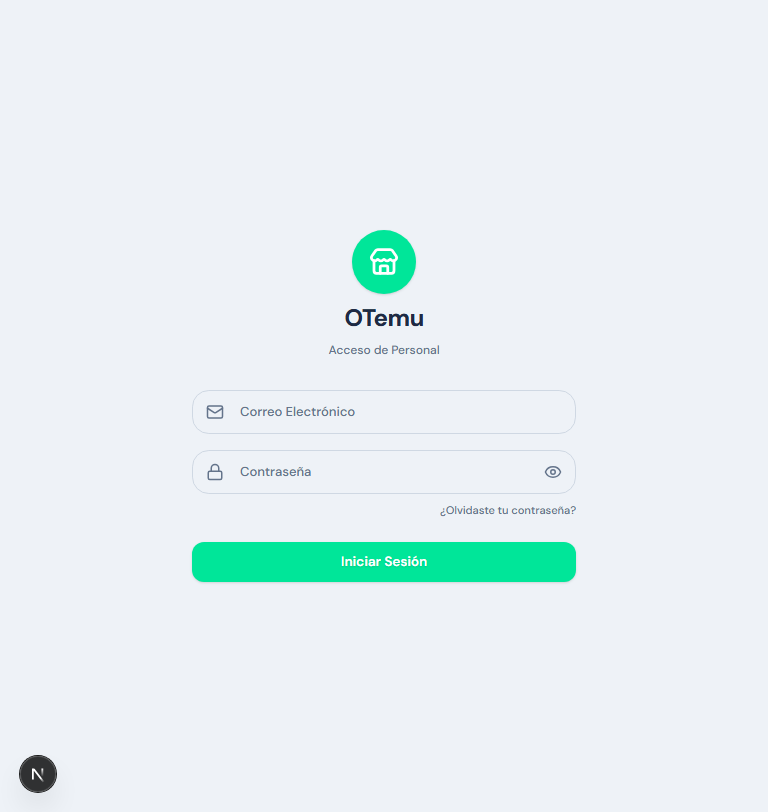 OTemu
Acceso de Personal
Correo Electrónico
Contraseña
¿Olvidaste tu contraseña?
Iniciar Sesión
N